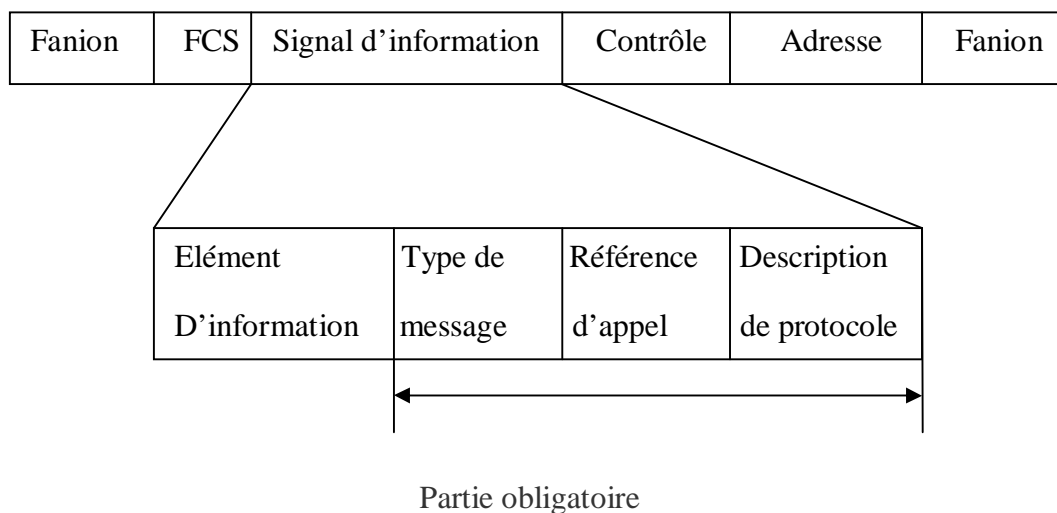 Fanion FCS Signal d’information Contrôle Adresse Fanion
Elément Type de Référence Description
D’information message d’appel de protocole
Partie obligatoire